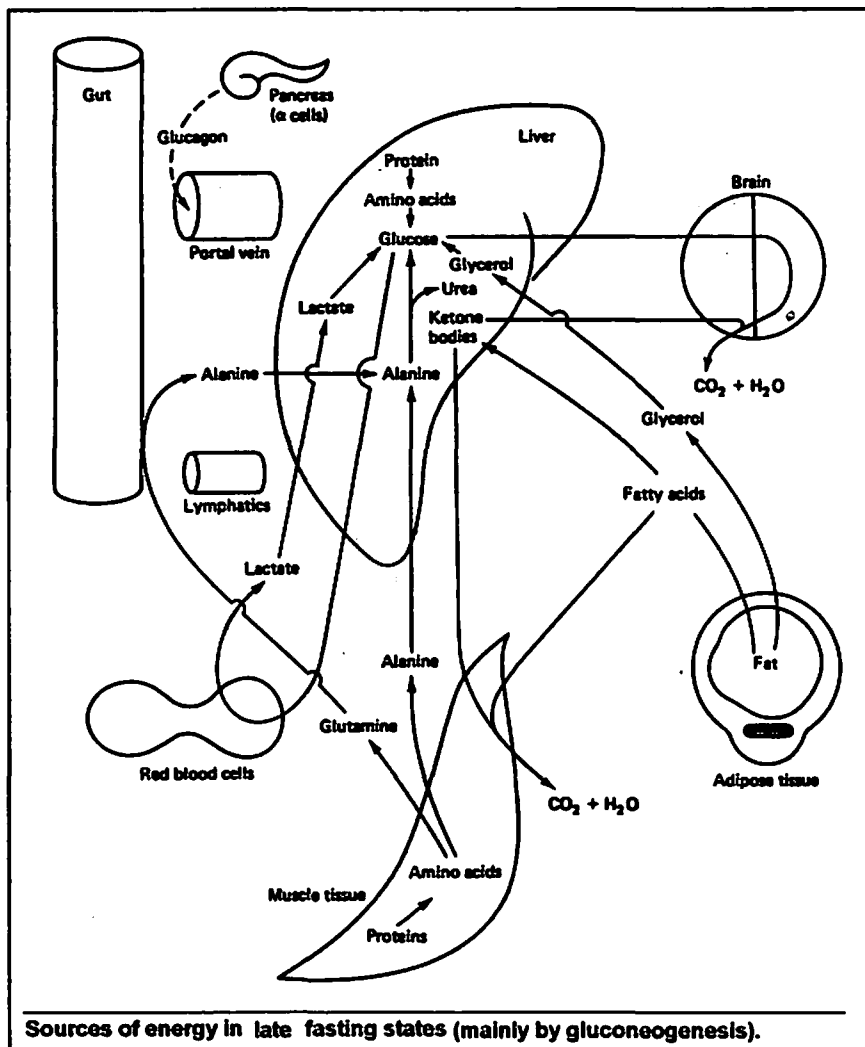 Gut
Pancreas
(α cells)
Glucagon
Liver
Protein
Brain
Amino acids
Portal vein
Glucose
Glycerol
Urea
Lactate
Ketone
bodies
Alanine
Alanine
CO₂ + H₂O
Glycerol
Lymphatics
Fatty acids
Lactate
Alanine
Fat
Glutamine
Red blood cells
Adipose tissue
CO₂ + H₂O
Amino acids
Muscle tissue
Proteins
Sources of energy in late fasting states (mainly by gluconeogenesis).